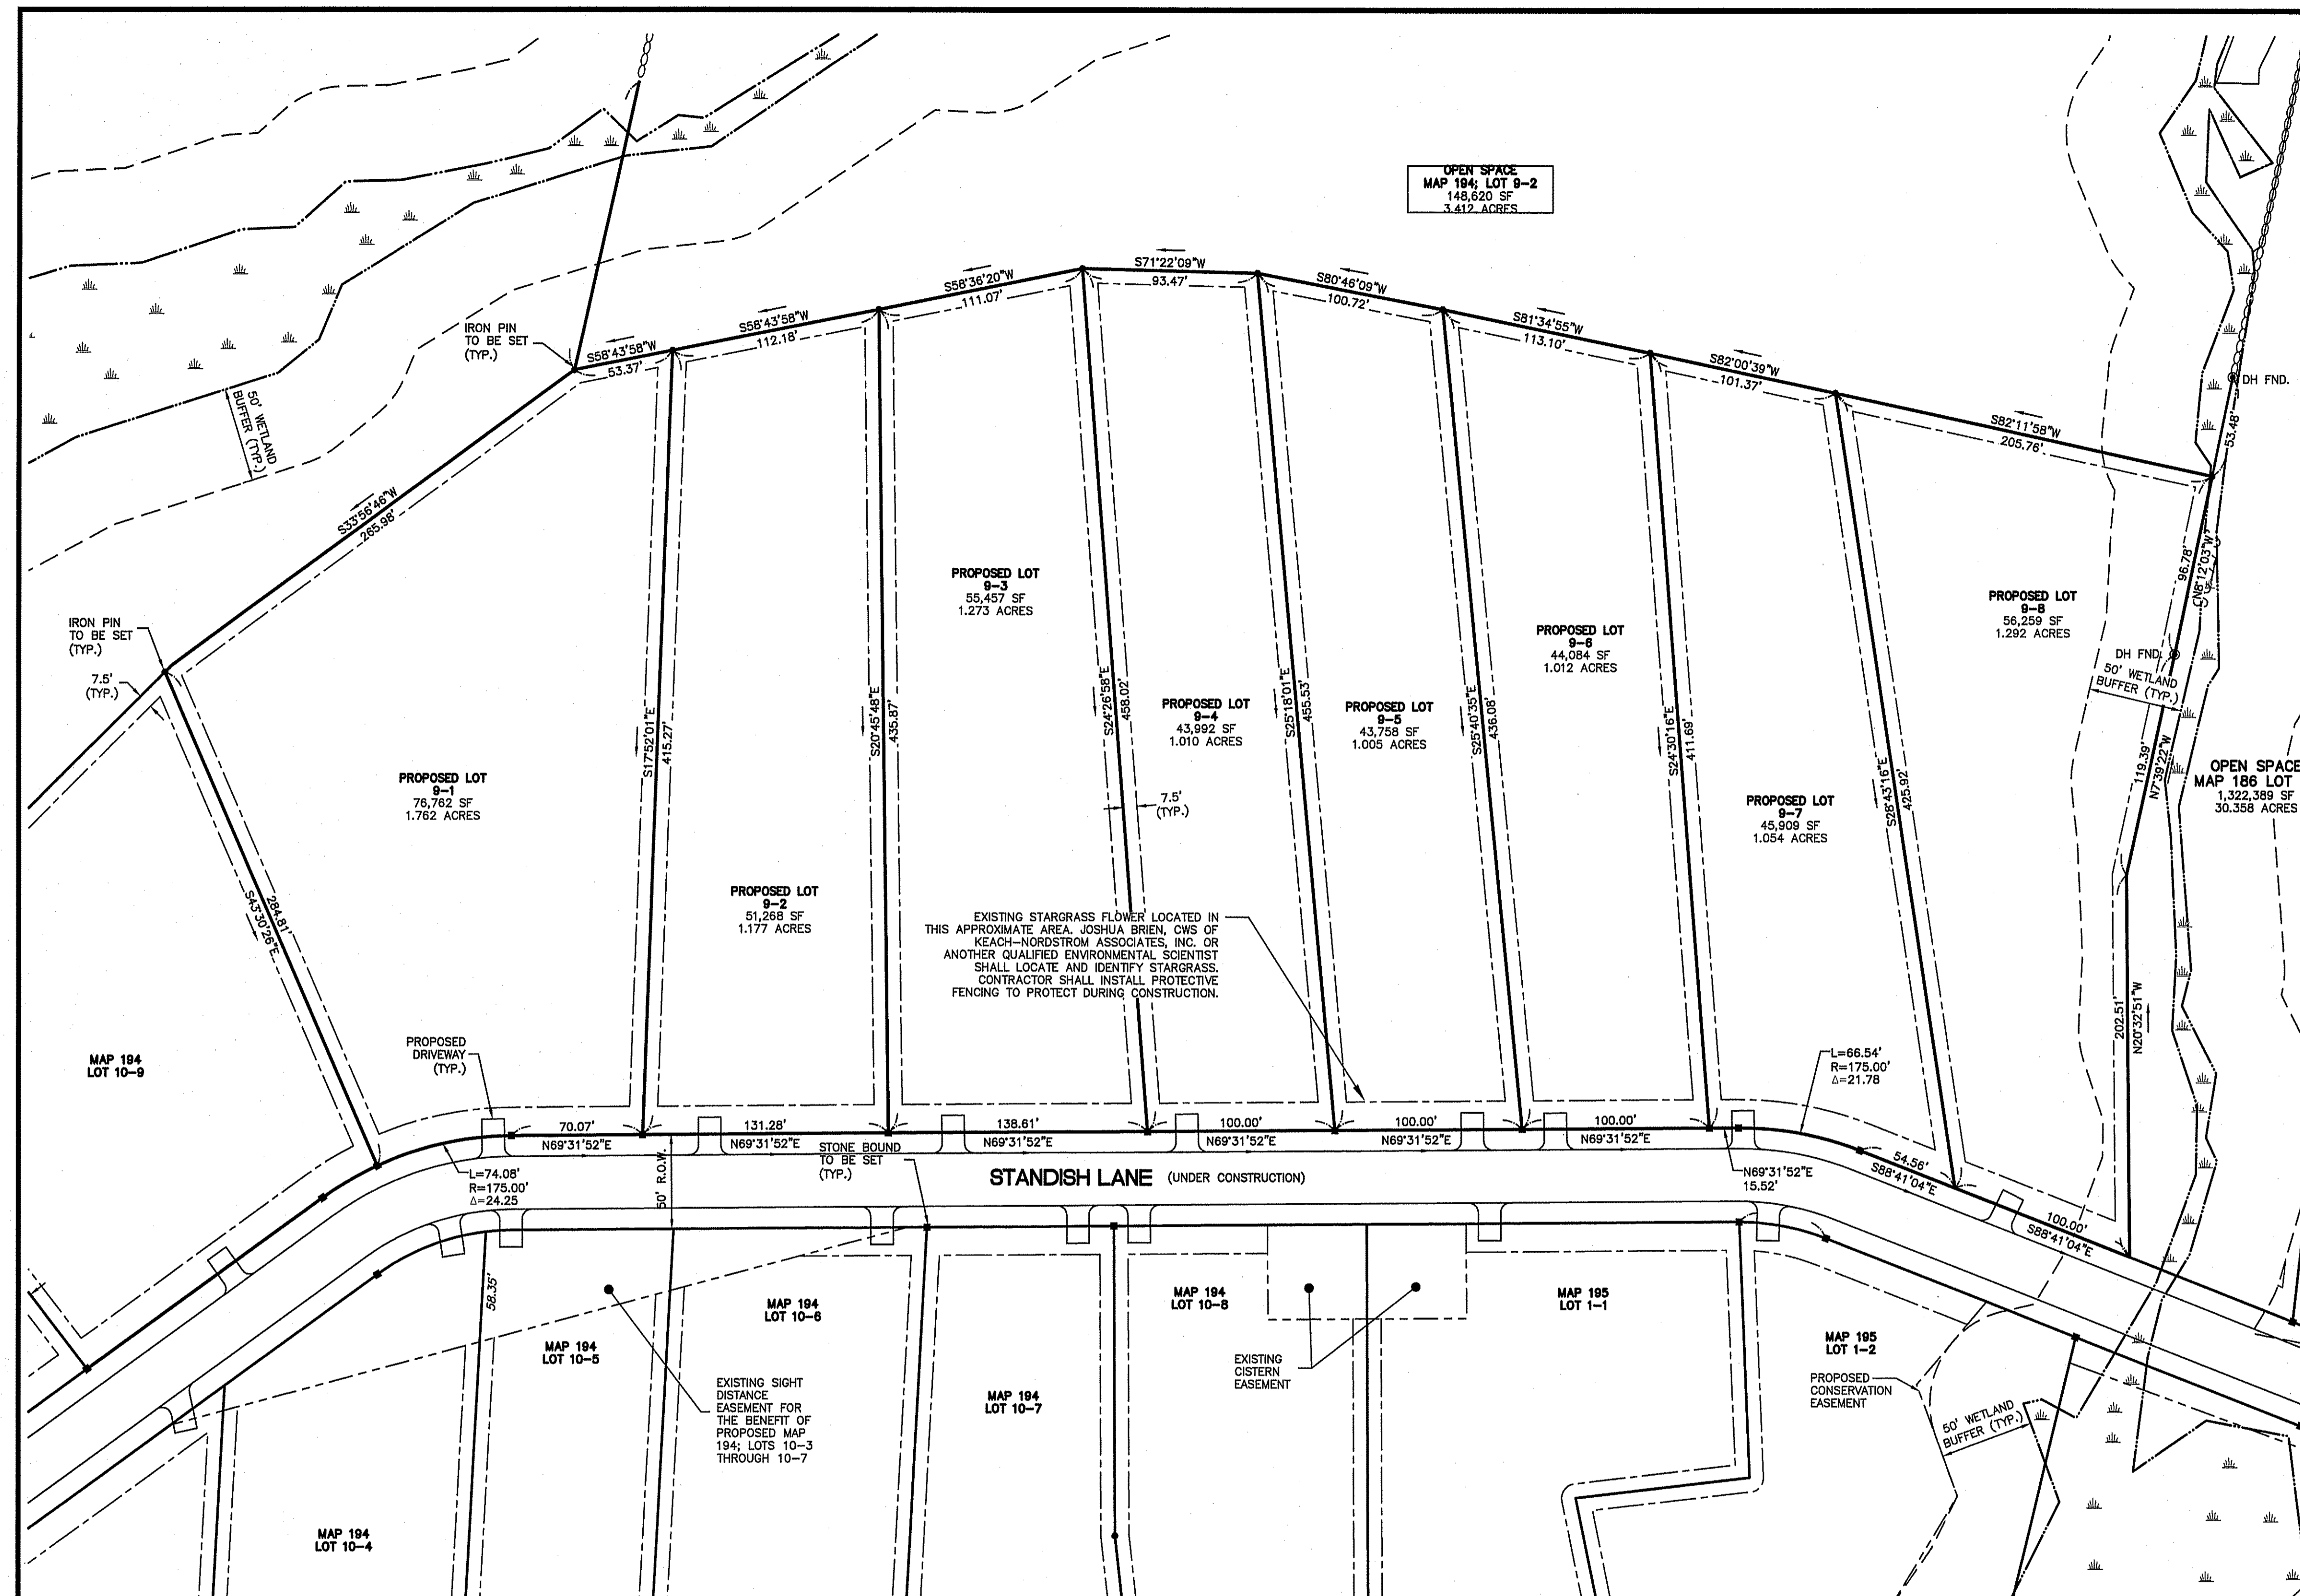 OPEN SPACE
MAP 194; LOT 9-2
148,620 SF
3.412 ACRES
S71°22'09"W
93.47'
S58°36'20"W
111.07'
S80°46'09"W
100.72'
S58°43'58"W
112.18'
S81°34'55"W
113.10'
IRON PIN
TO BE SET
(TYP.)
S58°43'58"W
53.37'
S82°00'39"W
101.37'
DH FND.
53.48'
S82°11'58"W
205.76'
50' WETLAND
BUFFER (TYP.)
S33°56'46"W
265.98'
PROPOSED LOT
9-3
55,457 SF
1.273 ACRES
96.78'
N8°12'03"W
PROPOSED LOT
9-8
56,259 SF
1.292 ACRES
IRON PIN
TO BE SET
(TYP.)
7.5'
(TYP.)
PROPOSED LOT
9-6
44,084 SF
1.012 ACRES
DH FND.
50' WETLAND
BUFFER (TYP.)
S17°52'01"E
415.27'
S20°45'48"E
435.87'
S24°26'58"E
458.02'
PROPOSED LOT
9-4
43,992 SF
1.010 ACRES
S25°18'01"E
455.53'
PROPOSED LOT
9-5
43,758 SF
1.005 ACRES
S25°40'35"E
436.08'
S24°30'16"E
411.69'
S28°43'16"E
425.92'
119.39'
N7°39'22"W
OPEN SPACE
MAP 186 LOT
1,322,389 SF
30.358 ACRES
PROPOSED LOT
9-1
76,762 SF
1.762 ACRES
7.5'
(TYP.)
PROPOSED LOT
9-7
45,909 SF
1.054 ACRES
284.81'
S43°30'26"E
PROPOSED LOT
9-2
51,268 SF
1.177 ACRES
EXISTING STARGRASS FLOWER LOCATED IN
THIS APPROXIMATE AREA. JOSHUA BRIEN, CWS OF
KEACH-NORDSTROM ASSOCIATES, INC. OR
ANOTHER QUALIFIED ENVIRONMENTAL SCIENTIST
SHALL LOCATE AND IDENTIFY STARGRASS.
CONTRACTOR SHALL INSTALL PROTECTIVE
FENCING TO PROTECT DURING CONSTRUCTION.
202.51'
N20°32'51"W
MAP 194
LOT 10-9
PROPOSED
DRIVEWAY
(TYP.)
L=66.54'
R=175.00'
Δ=21.78
70.07'
N69°31'52"E
131.28'
N69°31'52"E
138.61'
N69°31'52"E
100.00'
N69°31'52"E
100.00'
N69°31'52"E
100.00'
N69°31'52"E
STONE BOUND
TO BE SET
(TYP.)
L=74.08'
R=175.00'
Δ=24.25
50' R.O.W.
STANDISH LANE (UNDER CONSTRUCTION)
N69°31'52"E
15.52'
54.56'
S88°41'04"E
100.00'
S88°41'04"E
58.35'
MAP 194
LOT 10-5
MAP 194
LOT 10-6
MAP 194
LOT 10-8
MAP 195
LOT 1-1
MAP 195
LOT 1-2
EXISTING
CISTERN
EASEMENT
PROPOSED
CONSERVATION
EASEMENT
50' WETLAND
BUFFER (TYP.)
EXISTING SIGHT
DISTANCE
EASEMENT FOR
THE BENEFIT OF
PROPOSED MAP
194; LOTS 10-3
THROUGH 10-7
MAP 194
LOT 10-7
MAP 194
LOT 10-4